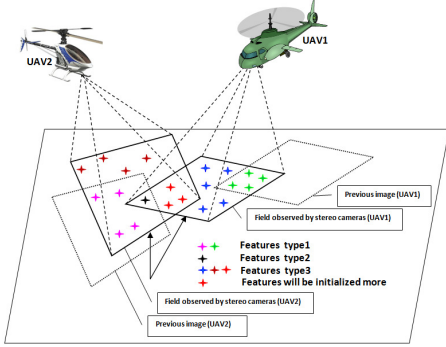 UAV2
UAV1
Previous image (UAV1)
Field observed by stereo cameras (UAV1)
Features type1
Features type2
Features type3
Features will be initialized more
Field observed by stereo cameras (UAV2)
Previous image (UAV2)